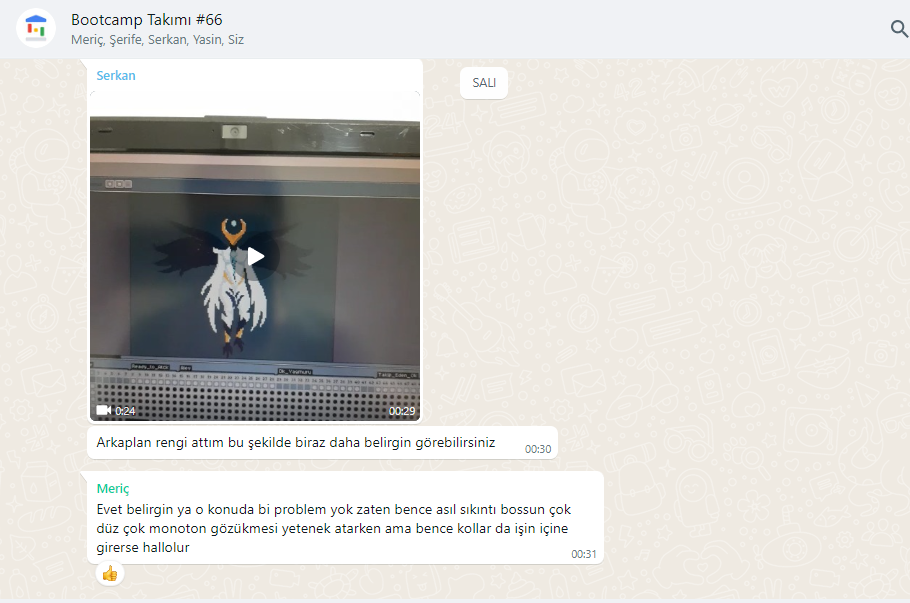 Bootcamp Takımı #66
Meriç, Şerife, Serkan, Yasin, Siz
SALI
Serkan
0:24
00:29
Arkaplan rengi attım bu şekilde biraz daha belirgin görebilirsiniz
00:30
Meriç
Evet belirgin ya o konuda bi problem yok zaten bence asıl sıkıntı bossun çok
düz çok monoton gözükmesi yetenek atarken ama bence kollar da işin içine
girerse hallolur
00:31